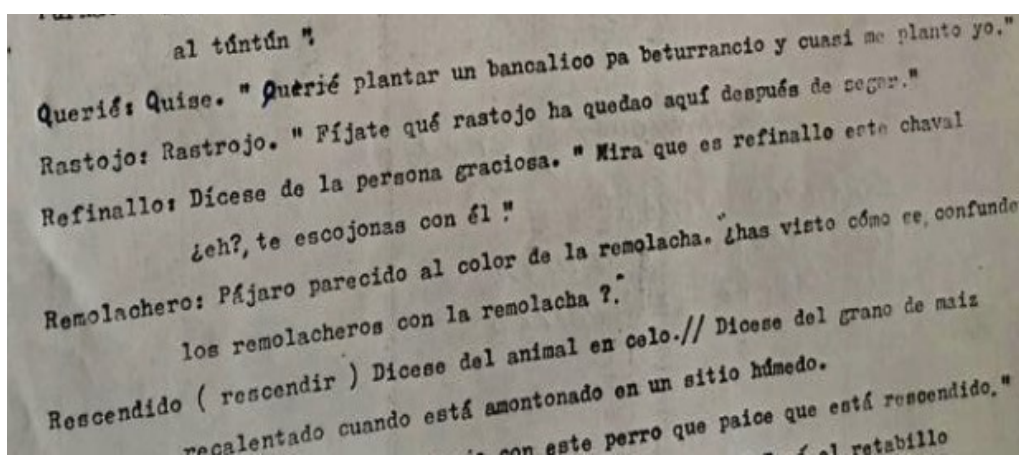 al túntún ".
Querié: Quise. " Querié plantar un bancalico pa beturrancio y cuasi me planto yo."
Rastojo: Rastrojo. " Fíjate qué rastojo ha quedao aquí después de segar."
Refinallo: Dícese de la persona graciosa. " Mira que es refinallo este chaval
¿eh?, te escojonas con él "
Remolachero: Pájaro parecido al color de la remolacha. "¿has visto cómo se confunden
los remolacheros con la remolacha ?."
Rescendido ( rescendir ) Dicese del animal en celo.// Dicese del grano de maiz
recalentado cuando está amontonado en un sitio húmedo.
con este perro que paice que está rescendido."
el retabillo